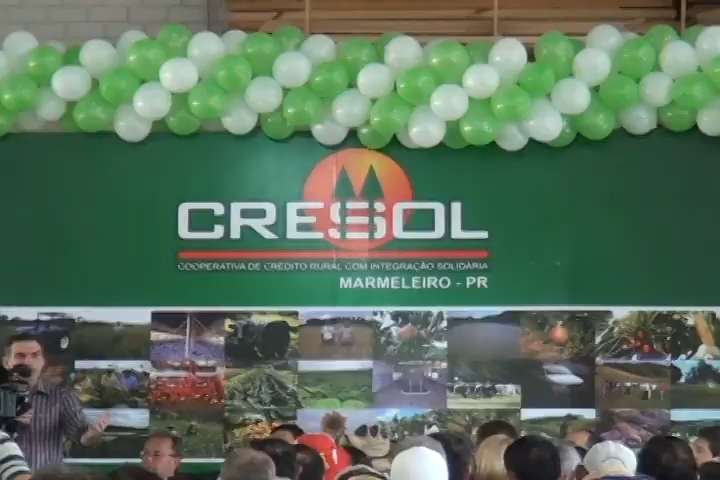 CRESOL
COOPERATIVA DE CRÉDITO RURAL COM INTEGRAÇÃO SOLIDÁRIA
MARMELEIRO - PR